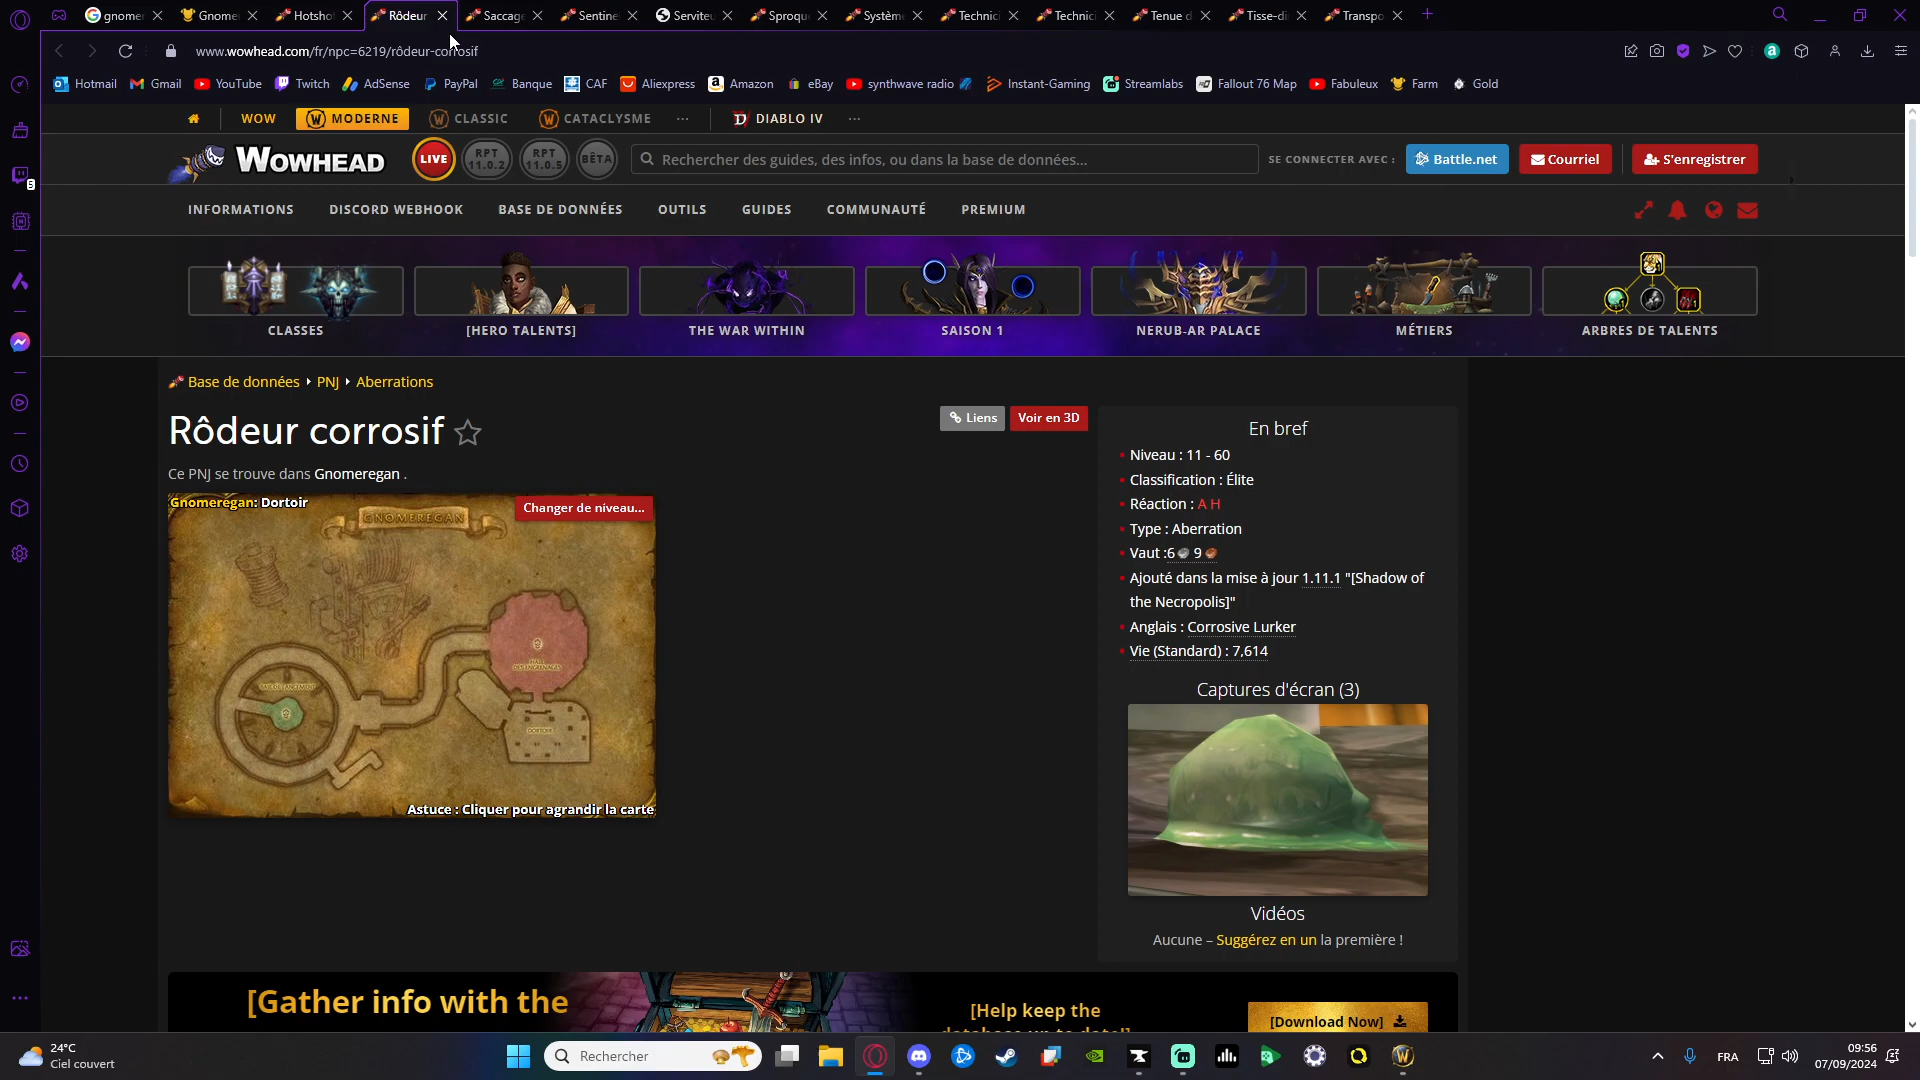 gnomer
Gnome
Hotsho
Rôdeur
Saccag
Sentine
Serviteu
Sproqu
Systèm
Technic
Technic
Tenue d
Tisse-di
Transpo
www.wowhead.com/fr/npc=6219/rôdeur-corrosif
Hotmail
Gmail
YouTube
Twitch
AdSense
PayPal
Banque
CAF
Aliexpress
Amazon
eBay
synthwave radio
Instant-Gaming
Streamlabs
Fallout 76 Map
Fabuleux
Farm
Gold
WOW
MODERNE
CLASSIC
CATACLYSME
...
DIABLO IV
...
WOWHEAD
LIVE
RPT
11.0.2
RPT
11.0.5
BÊTA
Rechercher des guides, des infos, ou dans la base de données...
SE CONNECTER AVEC :
Battle.net
Courriel
S'enregistrer
5
INFORMATIONS
DISCORD WEBHOOK
BASE DE DONNÉES
OUTILS
GUIDES
COMMUNAUTÉ
PREMIUM
CLASSES
[HERO TALENTS]
THE WAR WITHIN
SAISON 1
NERUB-AR PALACE
MÉTIERS
ARBRES DE TALENTS
Base de données
PNJ
Aberrations
Rôdeur corrosif
Liens
Voir en 3D
Ce PNJ se trouve dans Gnomeregan .
Gnomeregan: Dortoir
Changer de niveau...
GNOMEREGAN
DORTOIR
Astuce : Cliquer pour agrandir la carte
En bref
Niveau : 11 - 60
Classification : Élite
Réaction : A H
Type : Aberration
Vaut :6 9
Ajouté dans la mise à jour 1.11.1 "[Shadow of
the Necropolis]"
Anglais : Corrosive Lurker
Vie (Standard) : 7,614
Captures d'écran (3)
Vidéos
Aucune – Suggérez en un la première !
[Gather info with the
[Help keep the
database up to date!]
[Download Now]
24°C
Ciel couvert
Rechercher
FRA
09:56
07/09/2024